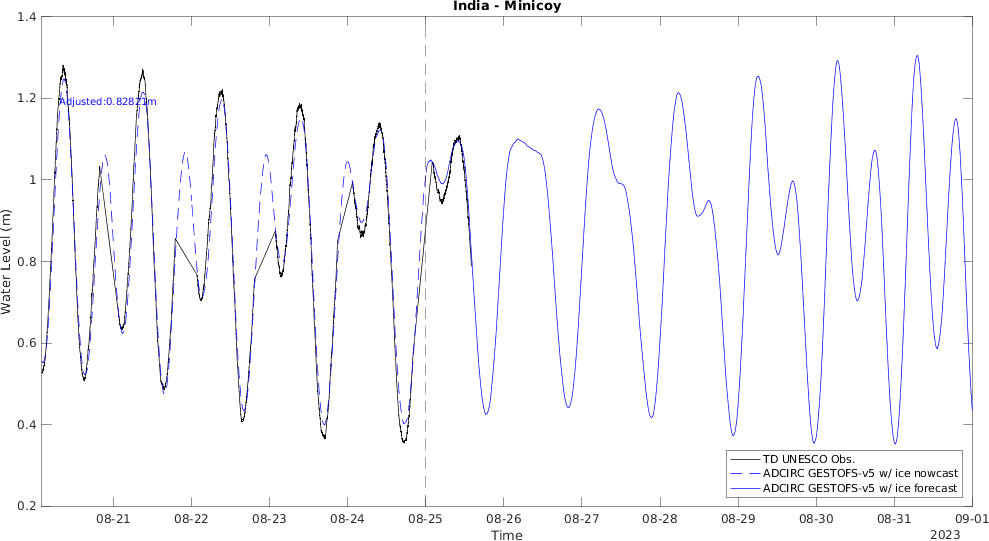 India - Minicoy
1.4
1.2
1
0.8
0.6
0.4
0.2
Water Level (m)
Adjusted:0.82821m
TD UNESCO Obs.
ADCIRC GESTOFS-v5 w/ ice nowcast
ADCIRC GESTOFS-v5 w/ ice forecast
08-21 08-22 08-23 08-24 08-25 08-26 08-27 08-28 08-29 08-30 08-31 09-01
Time
2023